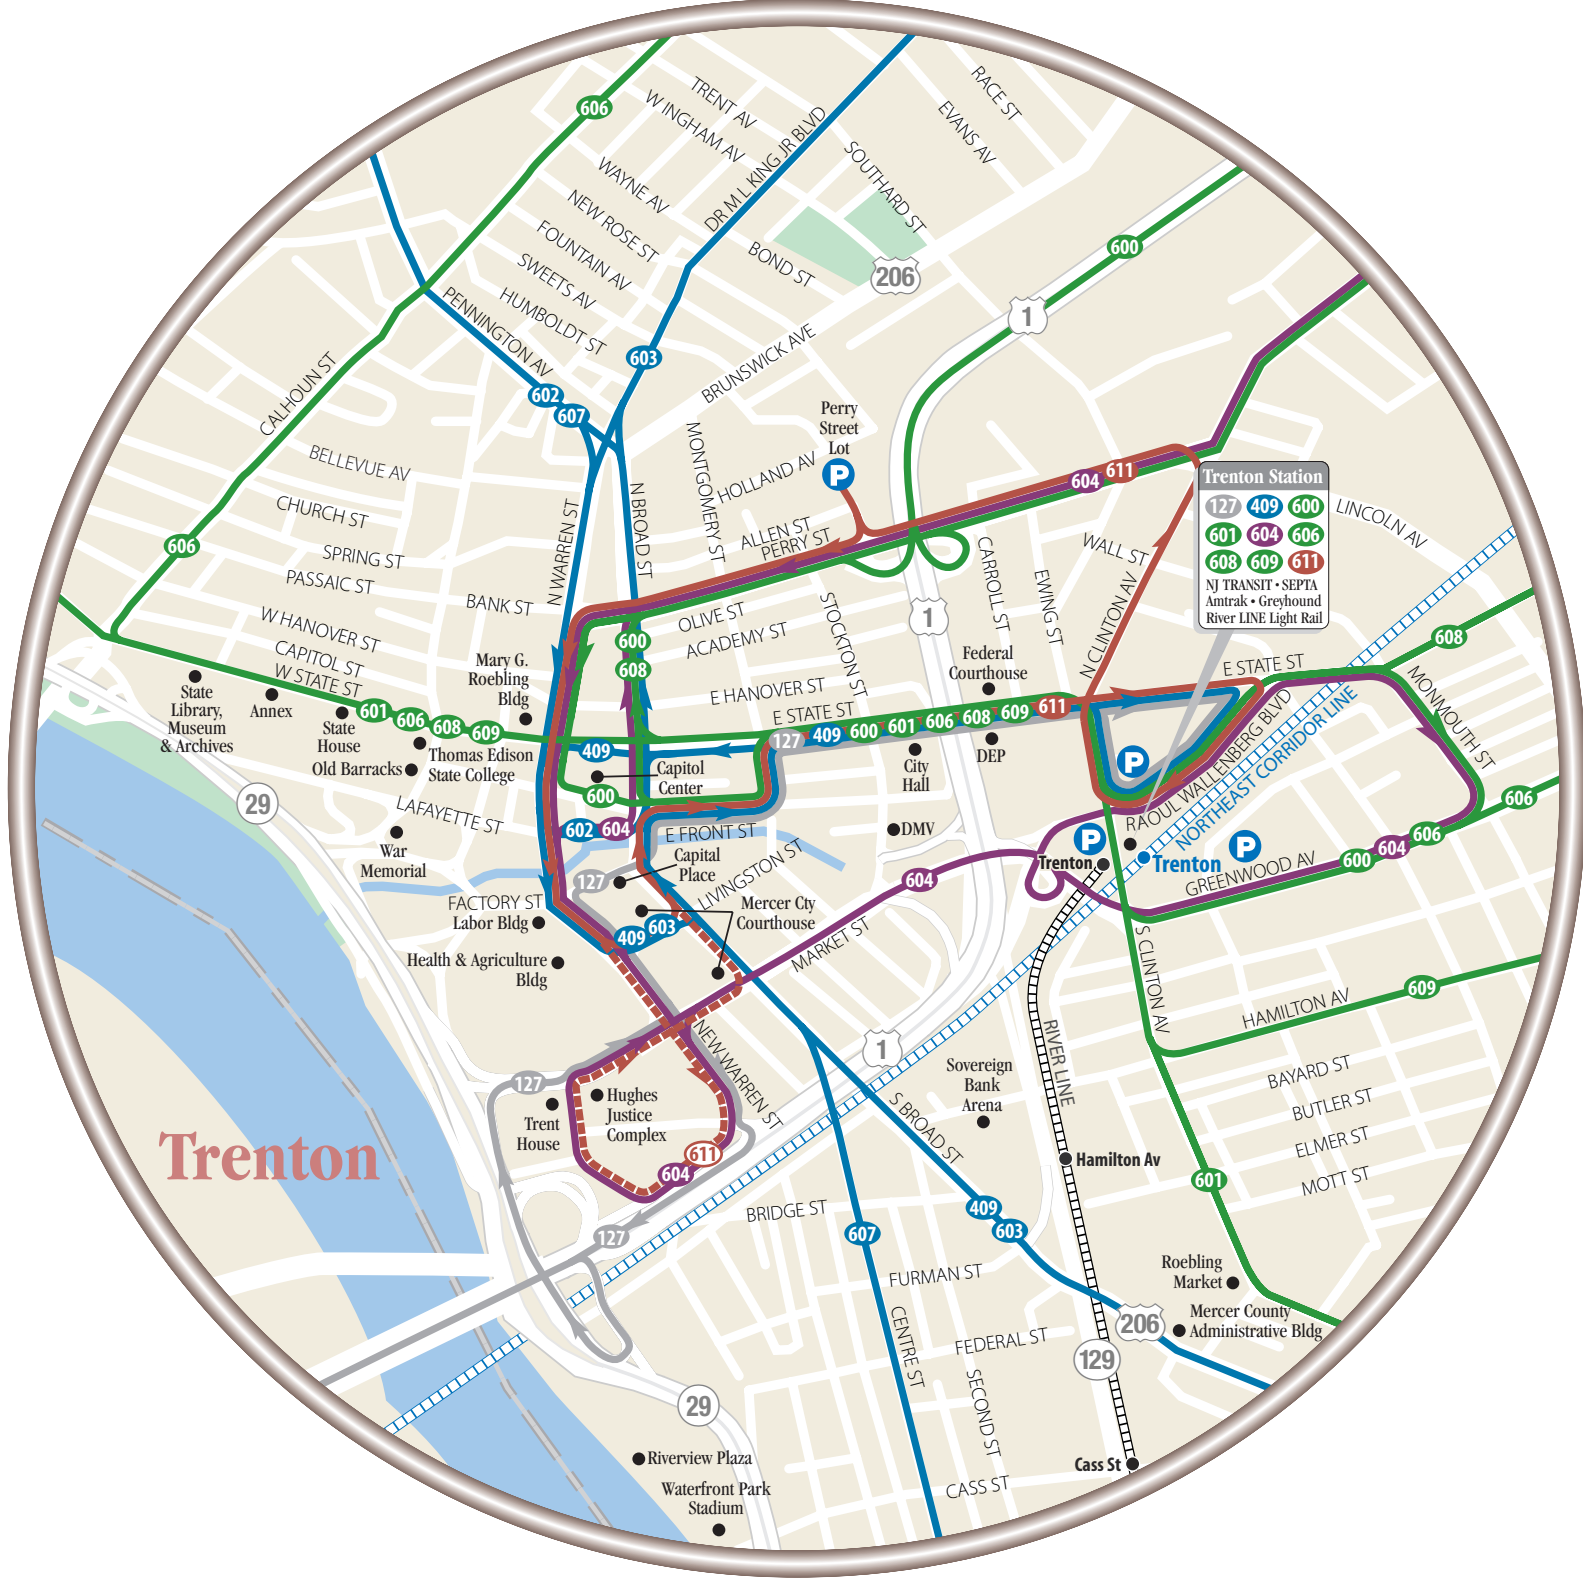 606
TRENT AV
W INGHAM AV
RACE ST
EVANS AV
DR M L KING JR BLVD
SOUTHARD ST
WAYNE AV
NEW ROSE ST
FOUNTAIN AV
SWEETS AV
HUMBOLDT ST
BOND ST
206
600
1
PENNINGTON AV
603
BRUNSWICK AVE
CALHOUN ST
602
607
Perry
Street
Lot
P
MONTGOMERY ST
HOLLAND AV
BELLEVUE AV
604
611
Trenton Station
127 409 600
601 604 606
608 609 611
NJ TRANSIT • SEPTA
Amtrak • Greyhound
River LINE Light Rail
LINCOLN AV
CHURCH ST
N WARREN ST
N BROAD ST
ALLEN ST
PERRY ST
606
SPRING ST
PASSAIC ST
BANK ST
CARROLL ST
WALL ST
EWING ST
N CLINTON AV
STOCKTON ST
1
OLIVE ST
ACADEMY ST
W HANOVER ST
CAPITOL ST
W STATE ST
600
608
608
Mary G.
Roebling
Bldg
Federal
Courthouse
E HANOVER ST
E STATE ST
E STATE ST
MONMOUTH ST
State
Library,
Museum
& Archives
Annex
State
House
601
606
608
609
127
409
600
601
606
608
609
611
409
Thomas Edison
State College
Old Barracks
Capitol
Center
600
City
Hall
DEP
P
RAOUL WALLENBERG BLVD
NORTHEAST CORRIDOR LINE
29
LAFAYETTE ST
602
604
E FRONT ST
DMV
606
604
606
600
P
P
Trenton
Trenton
GREENWOOD AV
War
Memorial
Capital
Place
127
LIVINGSTON ST
604
FACTORY ST
Labor Bldg
Mercer Cty
Courthouse
409
603
MARKET ST
Health & Agriculture
Bldg
S CLINTON AV
609
HAMILTON AV
NEW WARREN ST
1
RIVER LINE
BAYARD ST
BUTLER ST
ELMER ST
MOTT ST
Sovereign
Bank
Arena
127
Trent
House
Hughes
Justice
Complex
611
604
S BROAD ST
Trenton
Hamilton Av
601
127
BRIDGE ST
607
409
603
Roebling
Market
FURMAN ST
CENTRE ST
206
Mercer County
Administrative Bldg
FEDERAL ST
129
SECOND ST
29
Riverview Plaza
Waterfront Park
Stadium
Cass St
CASS ST